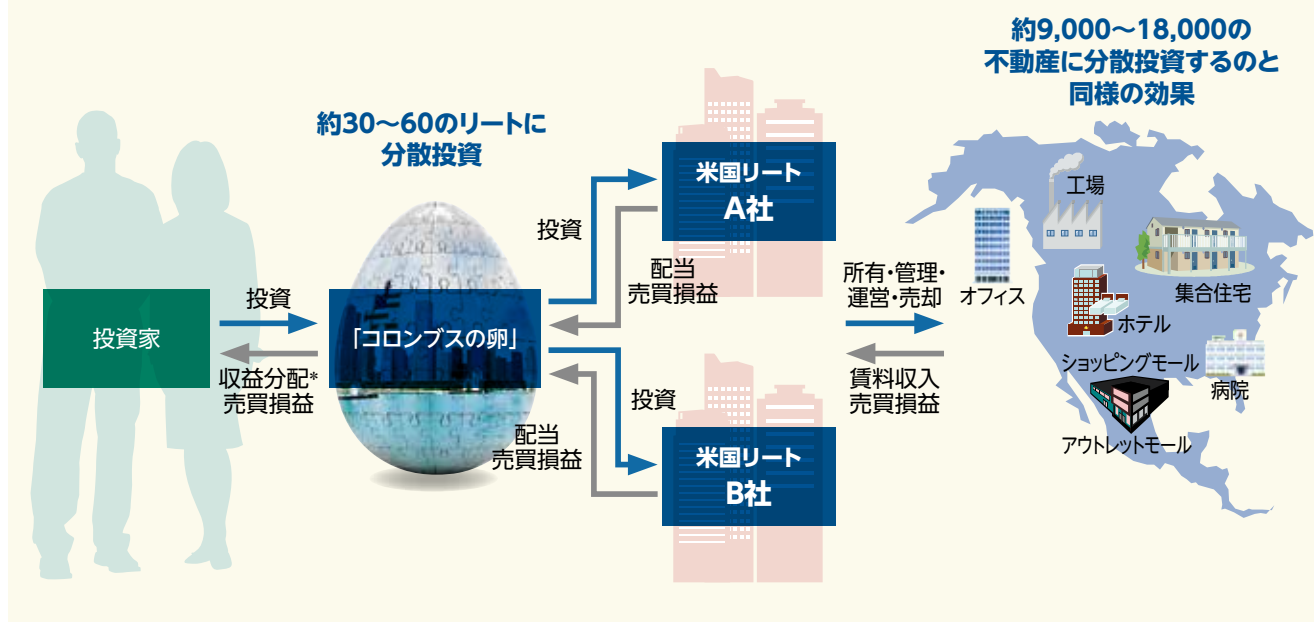 約30～60のリートに
分散投資
約9,000～18,000の
不動産に分散投資するのと
同様の効果
投資家
投資
収益分配*
売買損益
「コロンブスの卵」
投資
配当
売買損益
投資
配当
売買損益
米国リート
A社
米国リート
B社
所有・管理・
運営・売却
賃料収入
売買損益
工場
オフィス
集合住宅
ホテル
ショッピングモール
病院
アウトレットモール